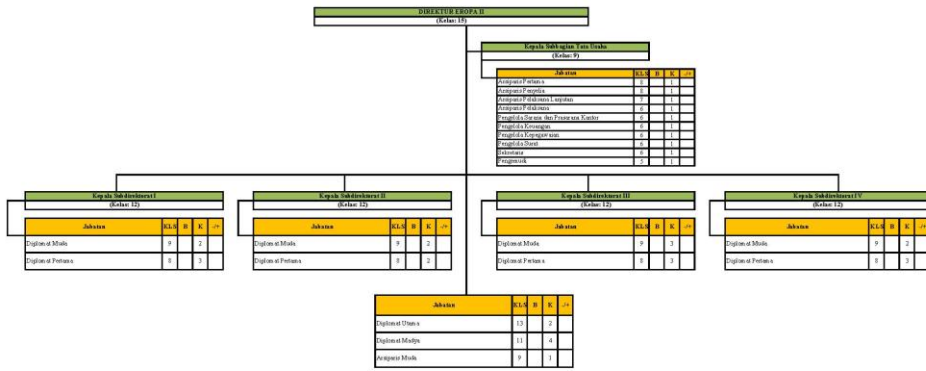 DIREKTUR EROPA II
(Kelas: 15)
Kepala Subbagian Tata Usaha
(Kelas: 9)
Jabatan KLS B K -/+
Arsiparis Pertama 8 1
Arsiparis Penyelia 8 1
Arsiparis Pelaksana Lanjutan 7 1
Arsiparis Pelaksana 6 1
Pengelola Sarana dan Prasarana Kantor 6 1
Pengelola Keuangan 6 1
Pengelola Kepegawaian 6 1
Pengelola Surat 6 1
Sekretaris 6 1
Pengemudi 5 1
Kepala Subdirektorat I
(Kelas: 12)
Jabatan KLS B K -/+
Diplomat Muda 9 2
Diplomat Pertama 8 3
Kepala Subdirektorat II
(Kelas: 12)
Jabatan KLS B K -/+
Diplomat Muda 9 2
Diplomat Pertama 8 2
Kepala Subdirektorat III
(Kelas: 12)
Jabatan KLS B K -/+
Diplomat Muda 9 3
Diplomat Pertama 8 3
Kepala Subdirektorat IV
(Kelas: 12)
Jabatan KLS B K -/+
Diplomat Muda 9 2
Diplomat Pertama 8 3
Jabatan KLS B K -/+
Diplomat Utama 13 2
Diplomat Madya 11 4
Arsiparis Muda 9 1